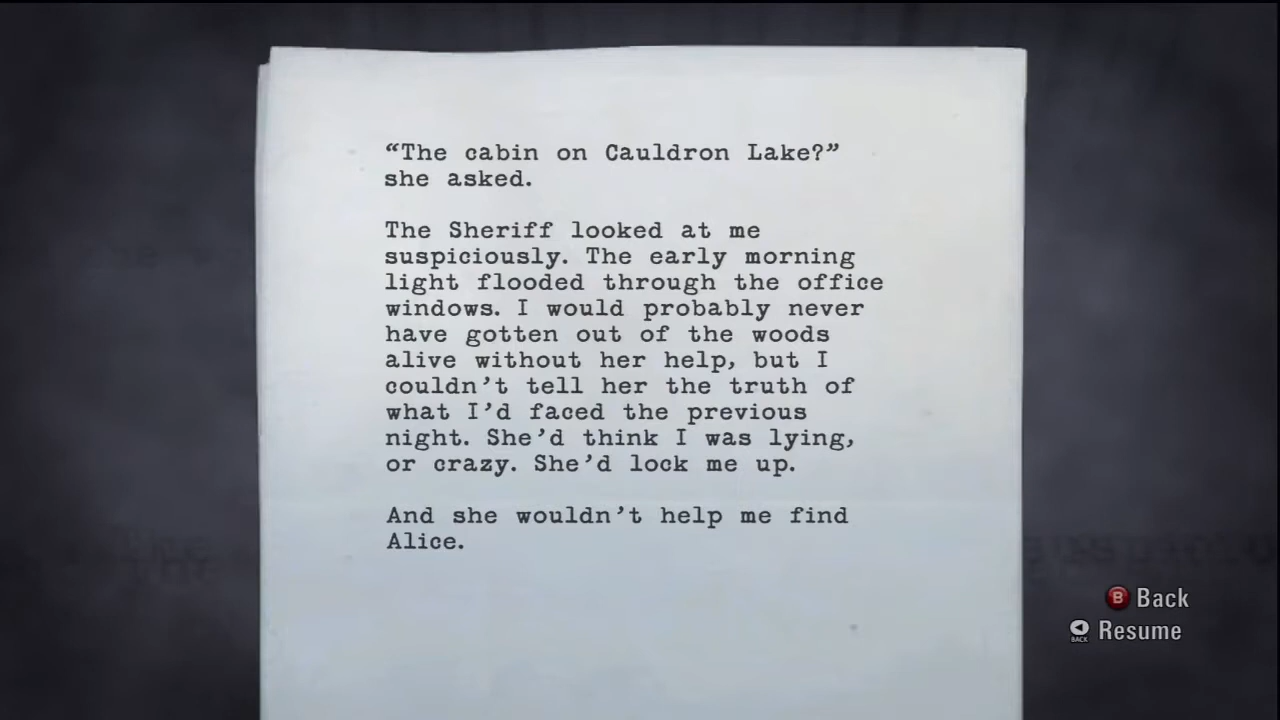 “The cabin on Cauldron Lake?”
she asked.
The Sheriff looked at me
suspiciously. The early morning
light flooded through the office
windows. I would probably never
have gotten out of the woods
alive without her help, but I
couldn’t tell her the truth of
what I’d faced the previous
night. She’d think I was lying,
or crazy. She’d lock me up.
And she wouldn’t help me find
Alice.
B Back
BACK Resume